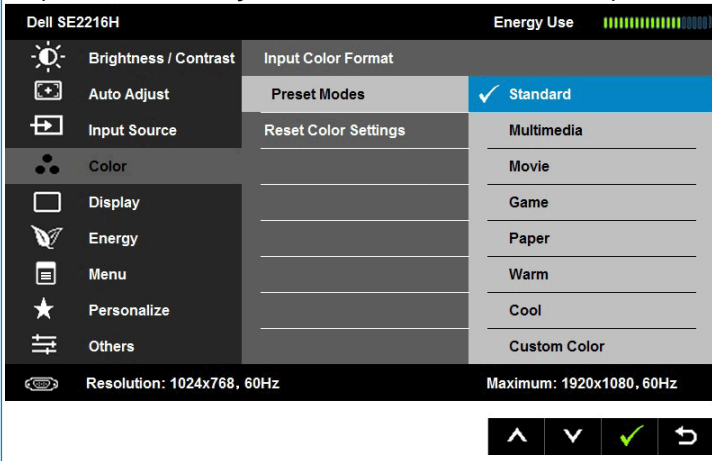 Dell SE2216H Energy Use
Brightness / Contrast Input Color Format
Auto Adjust Preset Modes Standard
Input Source Reset Color Settings Multimedia
Color Movie
Display Game
Energy Paper
Menu Warm
Personalize Cool
Others Custom Color
Resolution: 1024x768, 60Hz Maximum: 1920x1080, 60Hz